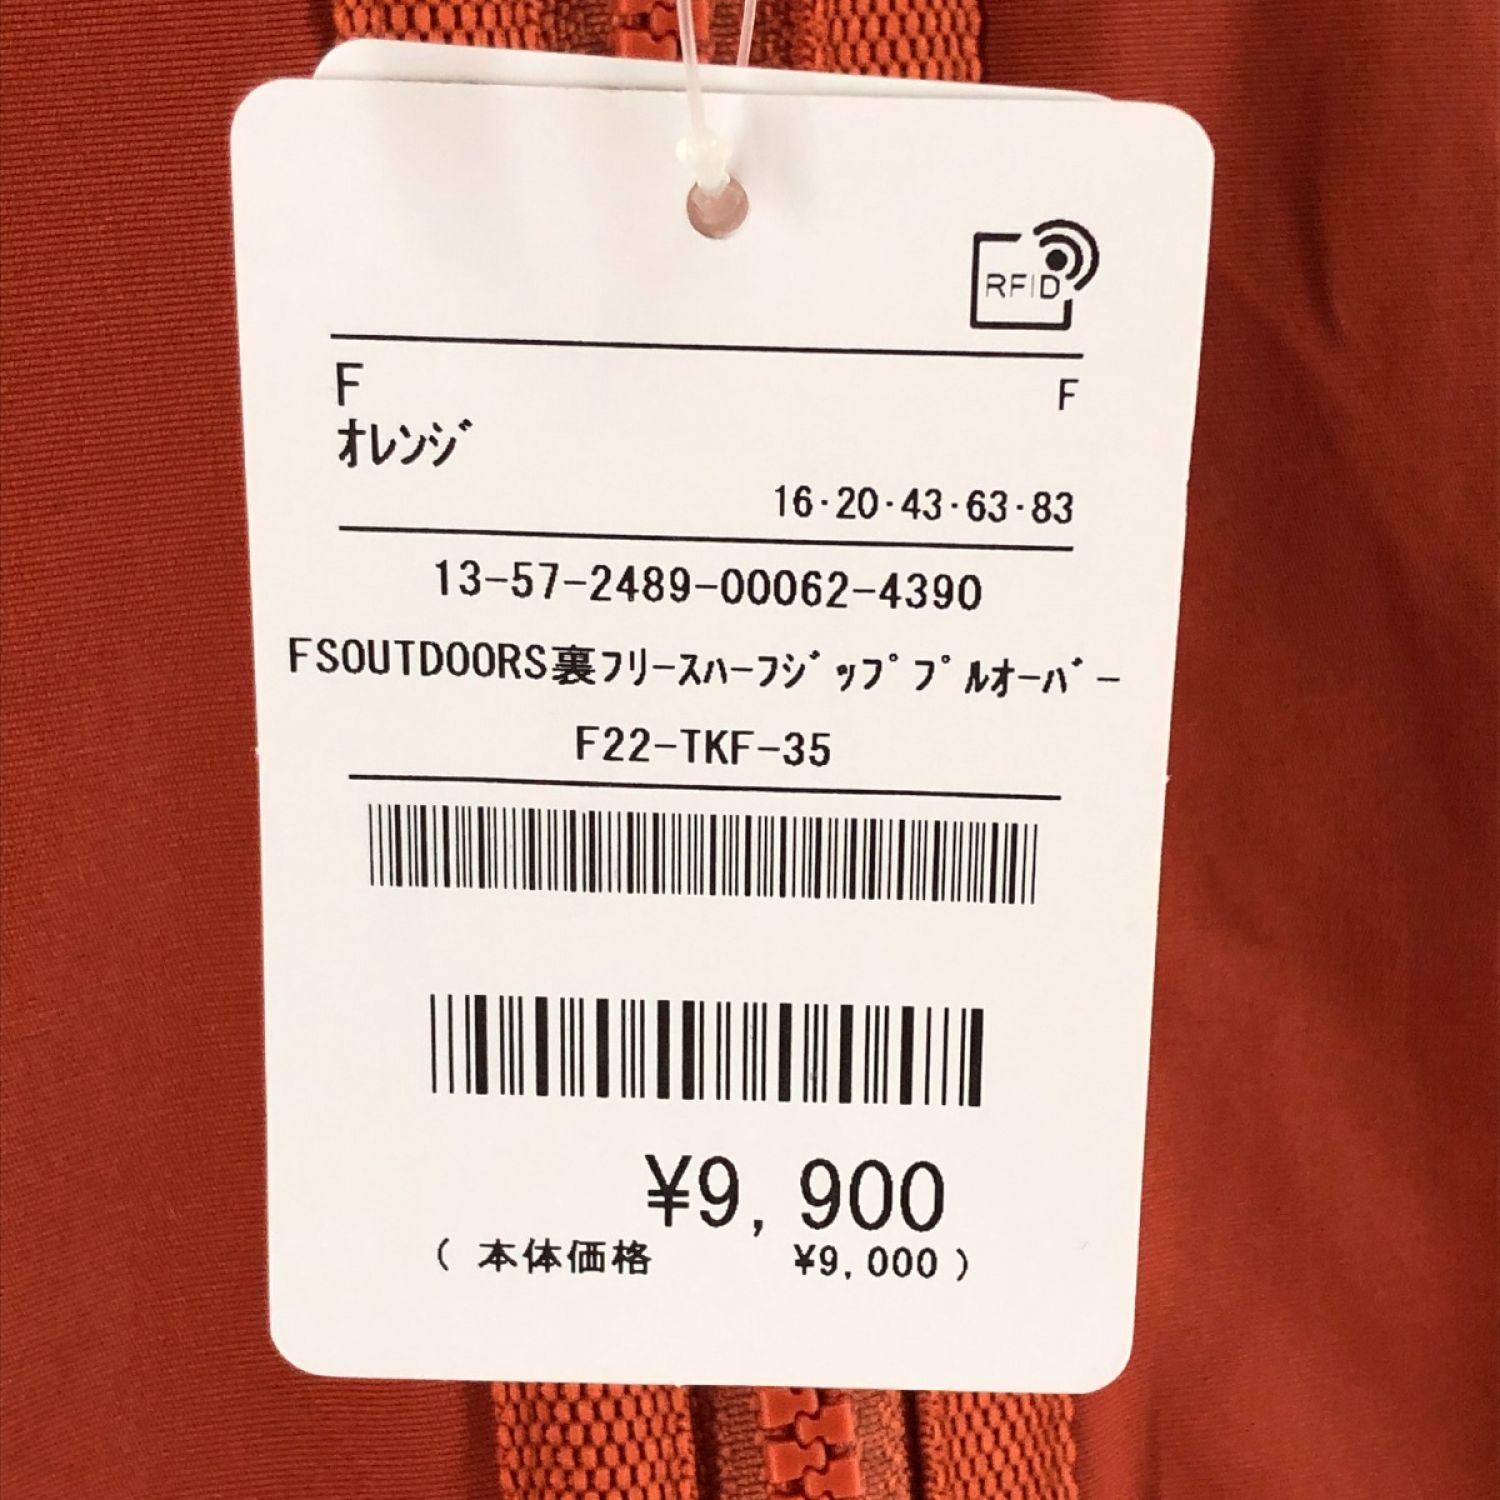 RFID
F F
オレンジ
16・20・43・63・83
13-57-2489-00062-4390
FSOUTDOORS裏フリースハーフジッププルオーバー
F22-TKF-35
¥9,900
(本体価格 ¥9,000)